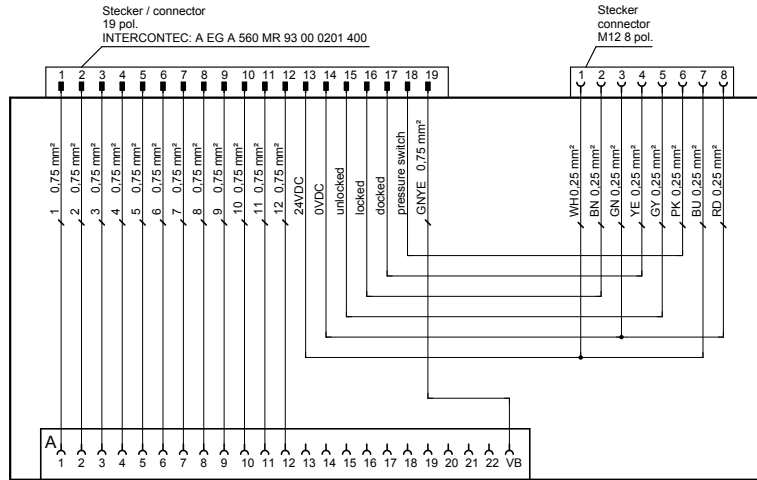 Stecker / connector
19 pol.
INTERCONTEC: A EG A 560 MR 93 00 0201 400
Stecker
connector
M12 8 pol.
1 2 3 4 5 6 7 8 9 10 11 12 13 14 15 16 17 18 19
1 2 3 4 5 6 7 8
1 0,75 mm²
2 0,75 mm²
3 0,75 mm²
4 0,75 mm²
5 0,75 mm²
6 0,75 mm²
7 0,75 mm²
8 0,75 mm²
9 0,75 mm²
10 0,75 mm²
11 0,75 mm²
12 0,75 mm²
24VDC
0VDC
unlocked
locked
docked
pressure switch
GNYE 0,75 mm²
WH 0,25 mm²
BN 0,25 mm²
GN 0,25 mm²
YE 0,25 mm²
GY 0,25 mm²
PK 0,25 mm²
BU 0,25 mm²
RD 0,25 mm²
A
1 2 3 4 5 6 7 8 9 10 11 12 13 14 15 16 17 18 19 20 21 22 VB